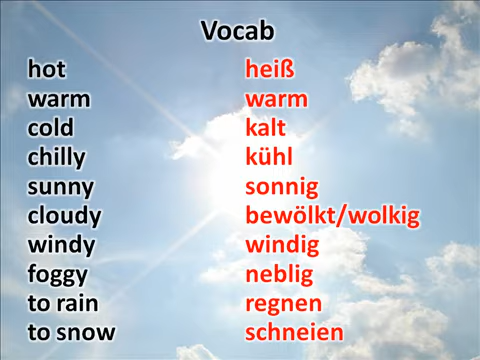 Vocab
hot heiß
warm warm
cold kalt
chilly kühl
sunny sonnig
cloudy bewölkt/wolkig
windy windig
foggy neblig
to rain regnen
to snow schneien